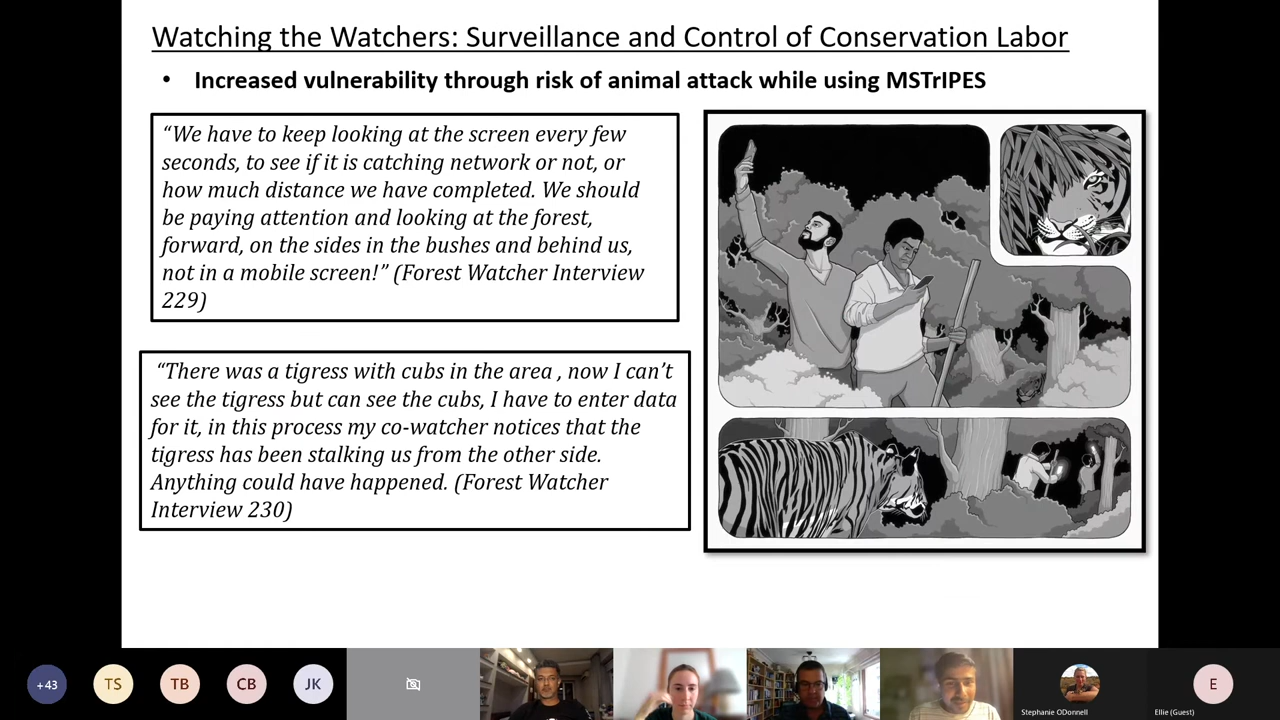 Watching the Watchers: Surveillance and Control of Conservation Labor
• Increased vulnerability through risk of animal attack while using MSTrIPES
“We have to keep looking at the screen every few
seconds, to see if it is catching network or not, or
how much distance we have completed. We should
be paying attention and looking at the forest,
forward, on the sides in the bushes and behind us,
not in a mobile screen!” (Forest Watcher Interview
229)
“There was a tigress with cubs in the area , now I can’t
see the tigress but can see the cubs, I have to enter data
for it, in this process my co-watcher notices that the
tigress has been stalking us from the other side.
Anything could have happened. (Forest Watcher
Interview 230)
+43
TS
TB
CB
JK
E
Stephanie ODonnell
Ellie (Guest)